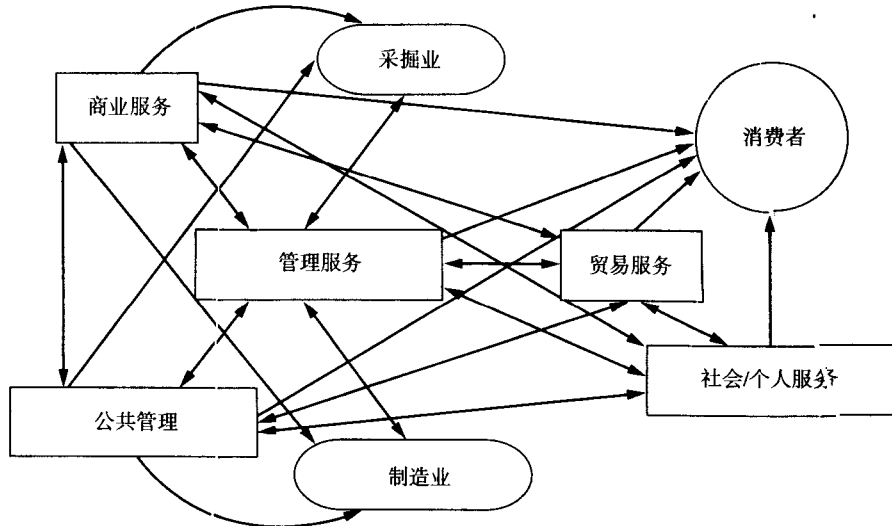 采掘业
商业服务
消费者
管理服务
贸易服务
社会/个人服务
公共管理
制造业